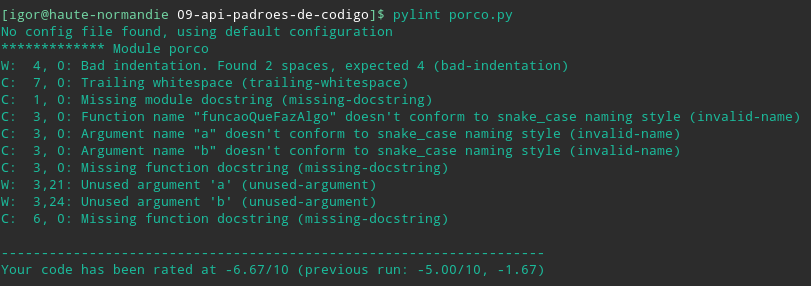 [igor@haute-normandie 09-api-padroes-de-codigo]$ pylint porco.py
No config file found, using default configuration
************* Module porco
W:  4, 0: Bad indentation. Found 2 spaces, expected 4 (bad-indentation)
C:  7, 0: Trailing whitespace (trailing-whitespace)
C:  1, 0: Missing module docstring (missing-docstring)
C:  3, 0: Function name "funcaoQueFazAlgo" doesn't conform to snake_case naming style (invalid-name)
C:  3, 0: Argument name "a" doesn't conform to snake_case naming style (invalid-name)
C:  3, 0: Argument name "b" doesn't conform to snake_case naming style (invalid-name)
C:  3, 0: Missing function docstring (missing-docstring)
W:  3,21: Unused argument 'a' (unused-argument)
W:  3,24: Unused argument 'b' (unused-argument)
C:  6, 0: Missing function docstring (missing-docstring)
--------------------------------------------------------------------
Your code has been rated at -6.67/10 (previous run: -5.00/10, -1.67)